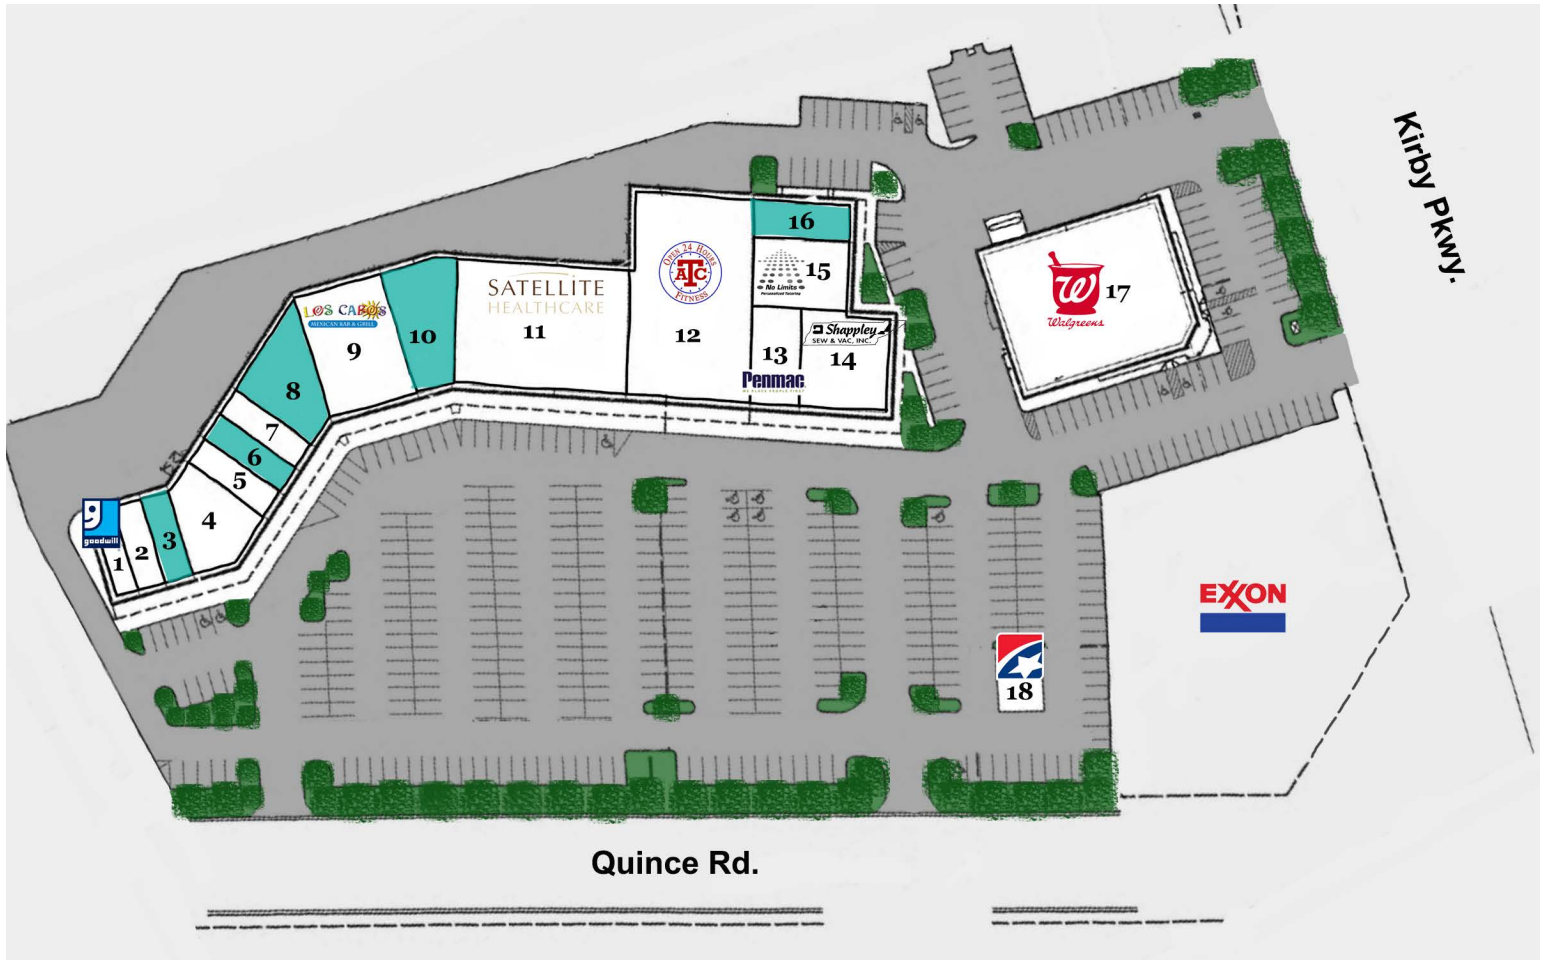 Kirby Pkwy.
16
OPEN 24 HOURS
ATC
FITNESS
15
No Limits
SATELLITE
HEALTHCARE
11
12
W
Walgreens
17
LOS CABOS
MEXICAN BAR & GRILL
9
10
Shappley
SEW & VAC, INC.
14
13
Penmac
8
7
6
5
4
g
goodwill
1
2
3
EXXON
18
Quince Rd.